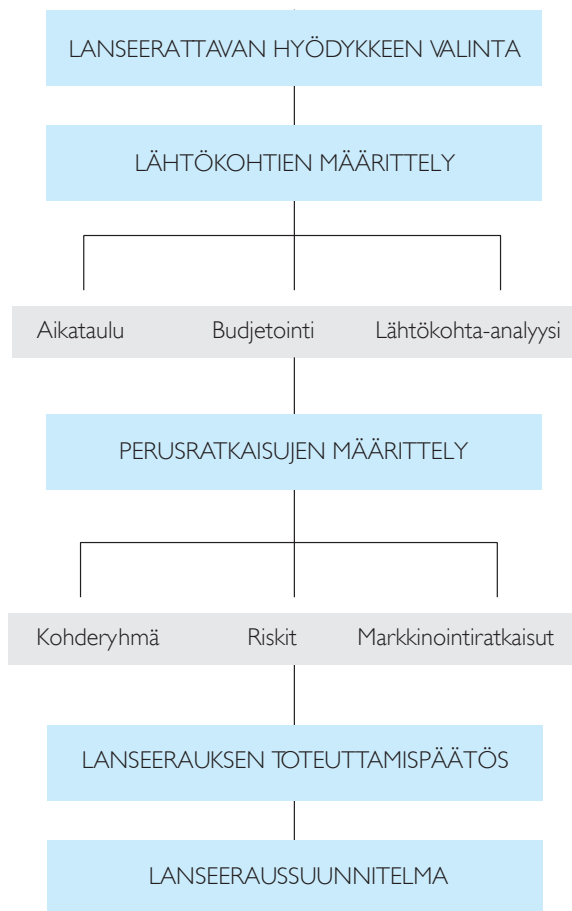 LANSEERATTAVAN HYÖDYKKEEN VALINTA
LÄHTÖKOHTIEN MÄÄRITTELY
Aikataulu Budjetointi Lähtökohta-analyysi
PERUSRATKAISUJEN MÄÄRITTELY
Kohderyhmä Riskit Markkinointiratkaisut
LANSEERAUKSEN TOTEUTTAMISPÄÄTÖS
LANSEERAUSSUUNNITELMA